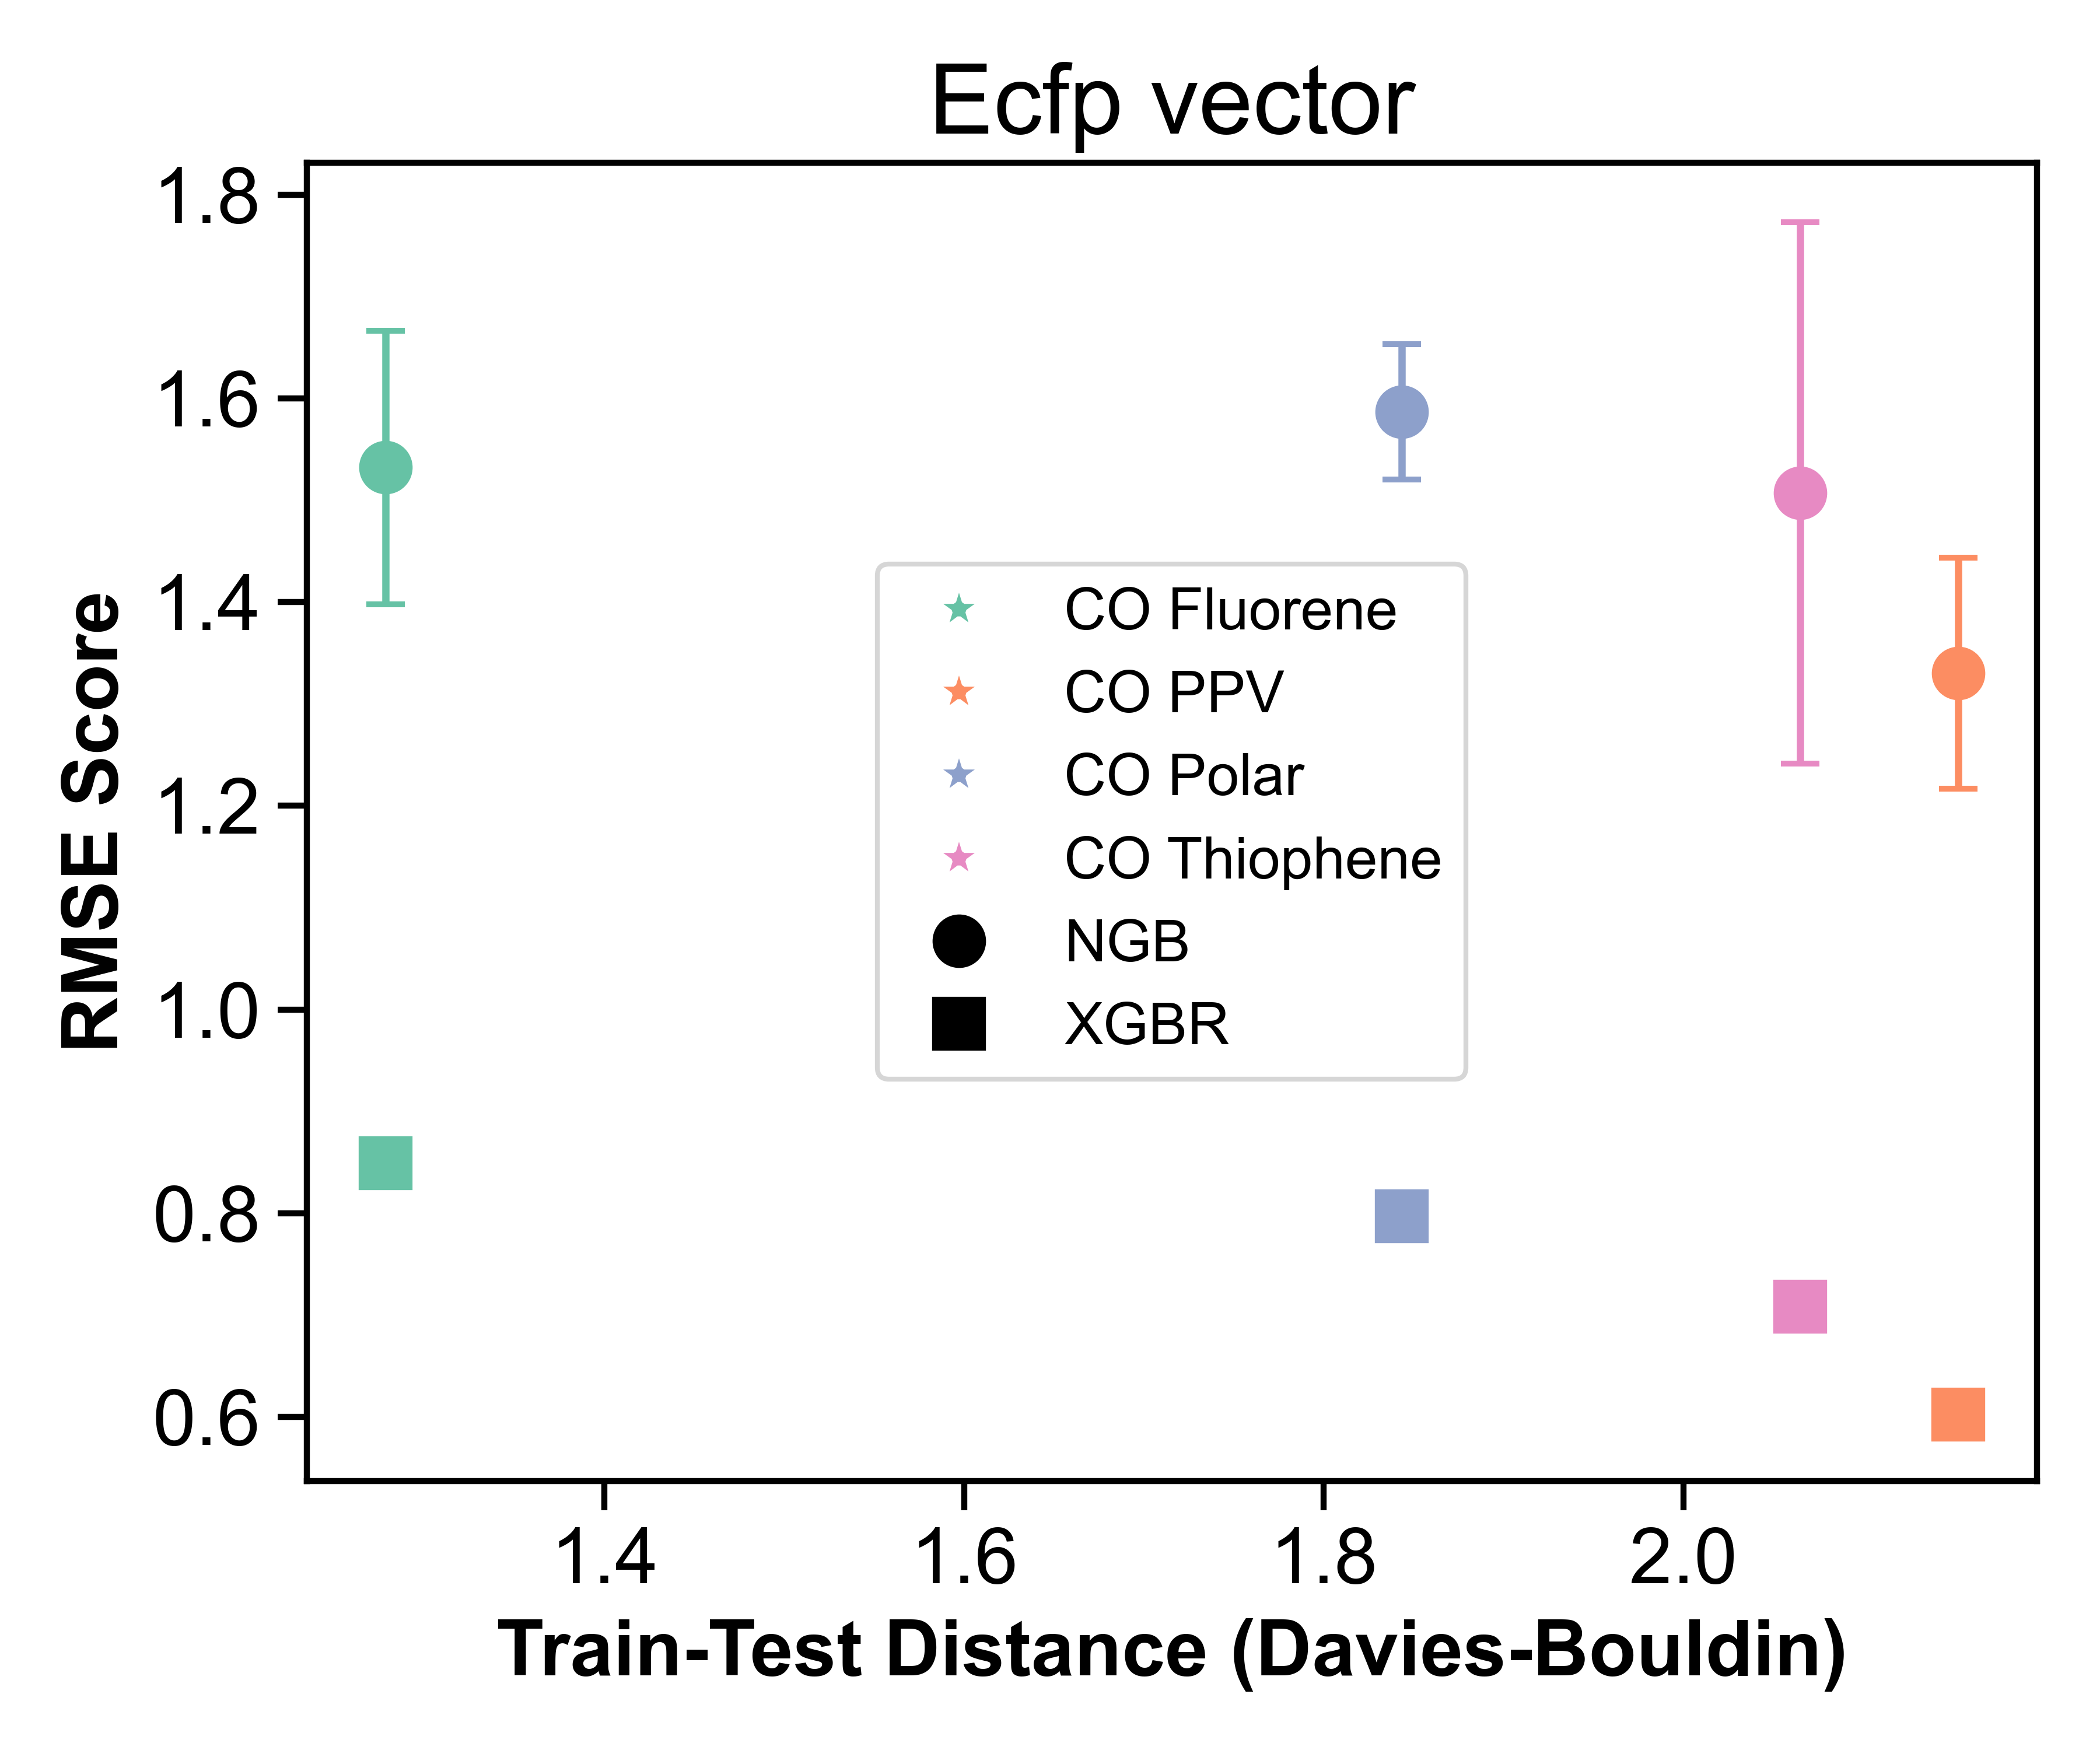 Ecfp vector
1.8
1.6
1.4
1.2
1.0
0.8
0.6
RMSE Score
CO Fluorene
CO PPV
CO Polar
CO Thiophene
NGB
XGBR
1.4 1.6 1.8 2.0
Train-Test Distance (Davies-Bouldin)